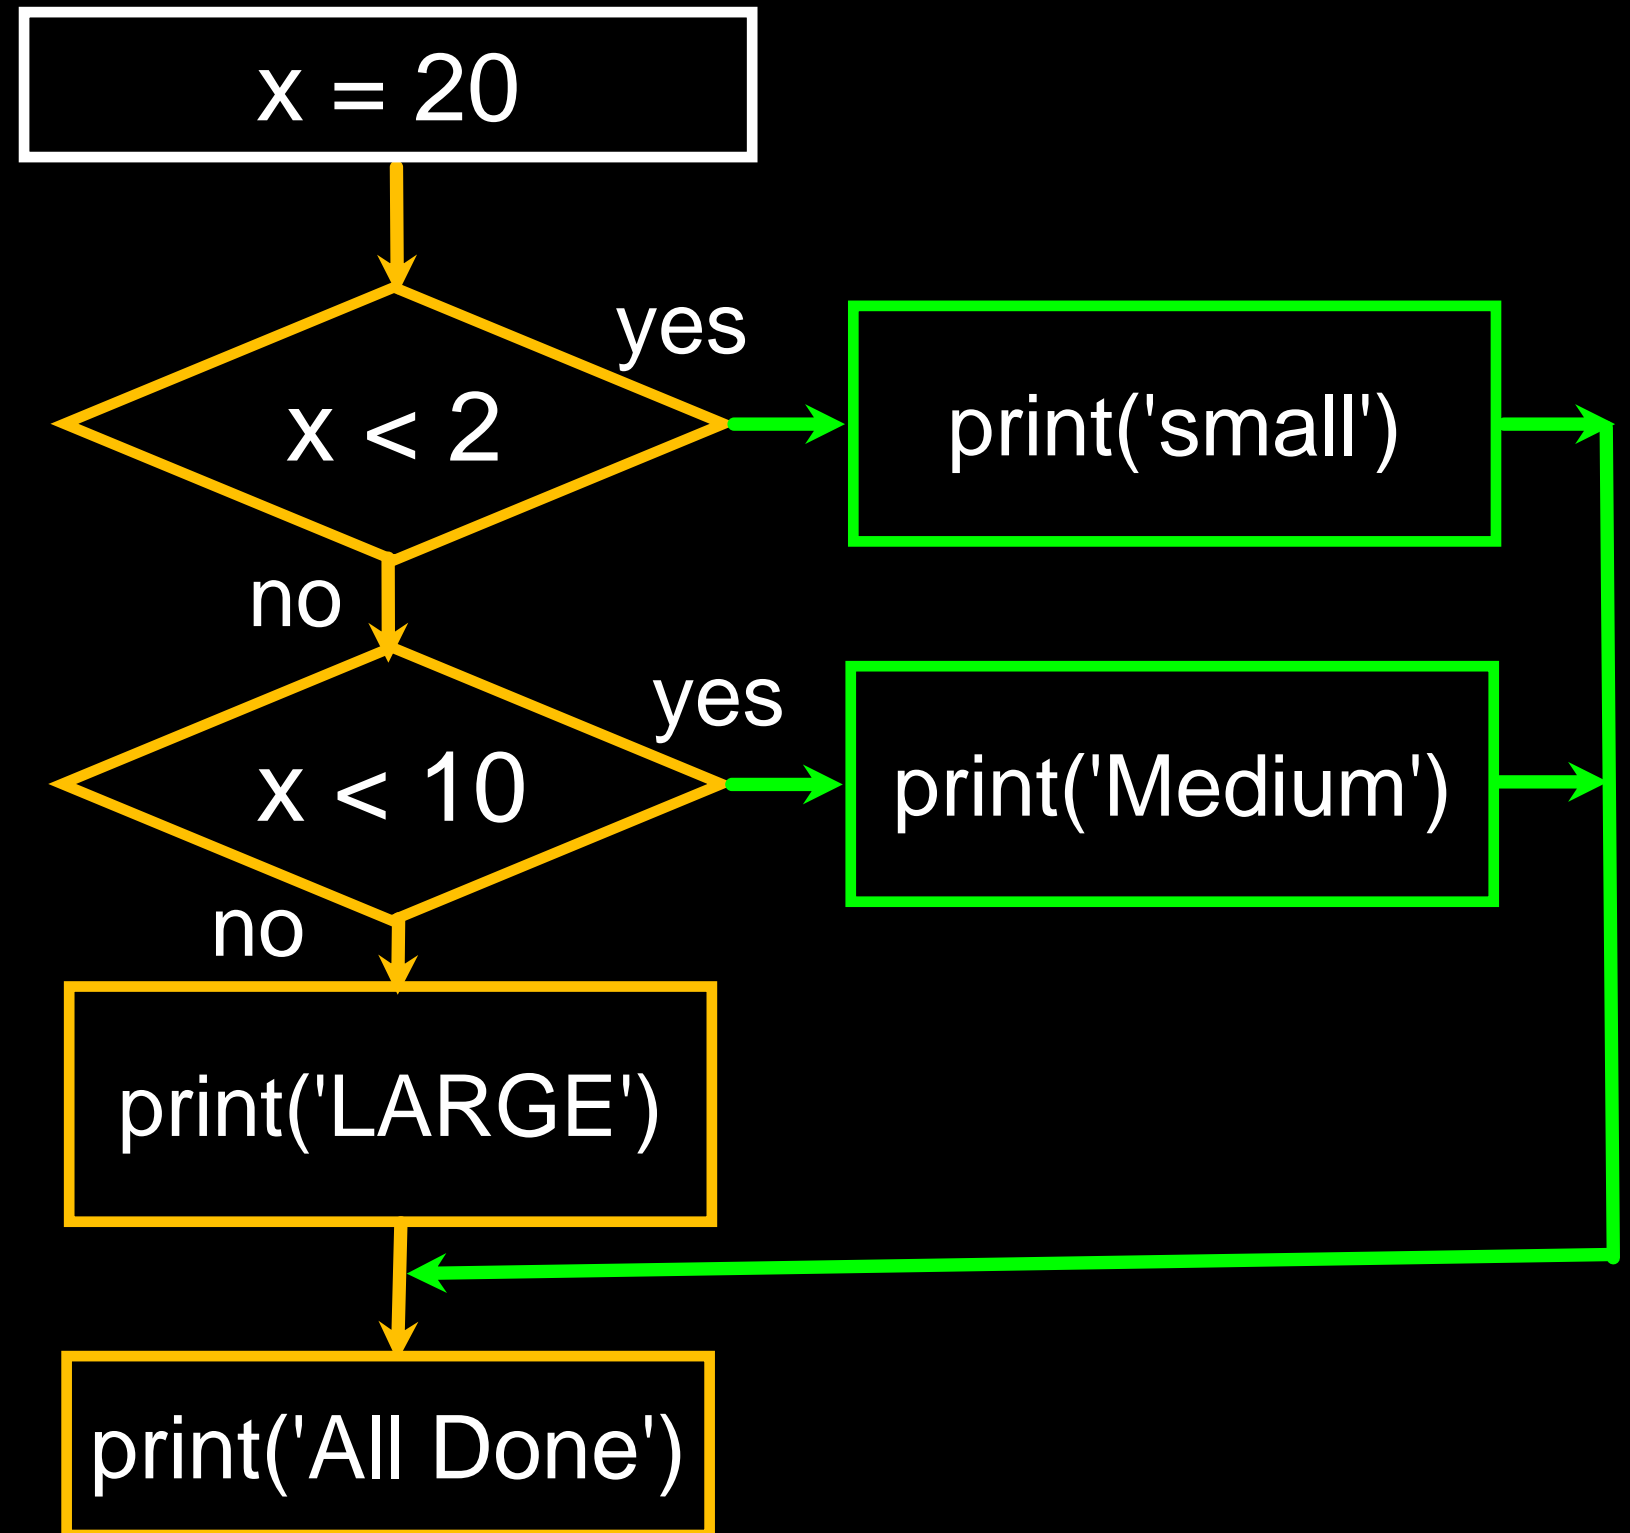 x = 20
yes
x < 2
print('small')
no
yes
x < 10
print('Medium')
no
print('LARGE')
print('All Done')